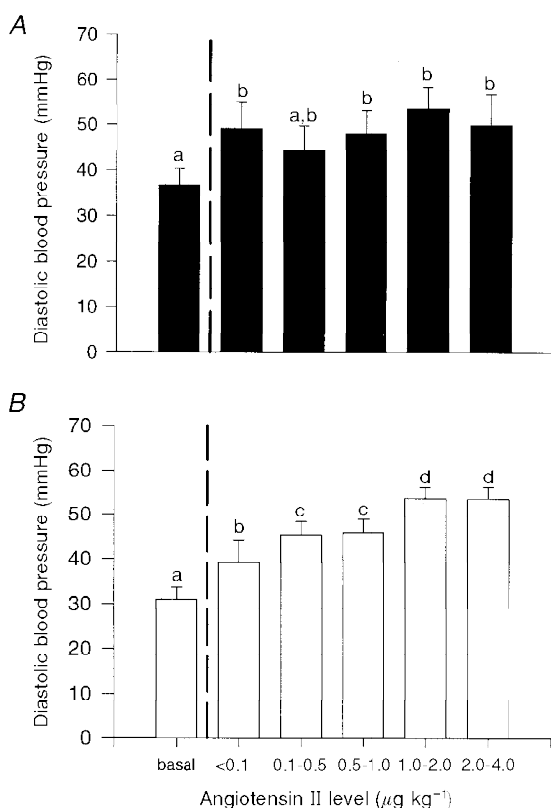 A
Diastolic blood pressure (mmHg)
70
60
50
40
30
20
10
0
a
b
a,b
b
b
b
B
Diastolic blood pressure (mmHg)
70
60
50
40
30
20
10
0
a
b
c
c
d
d
basal <0.1 0.1-0.5 0.5-1.0 1.0-2.0 2.0-4.0
Angiotensin II level (μg kg⁻¹)